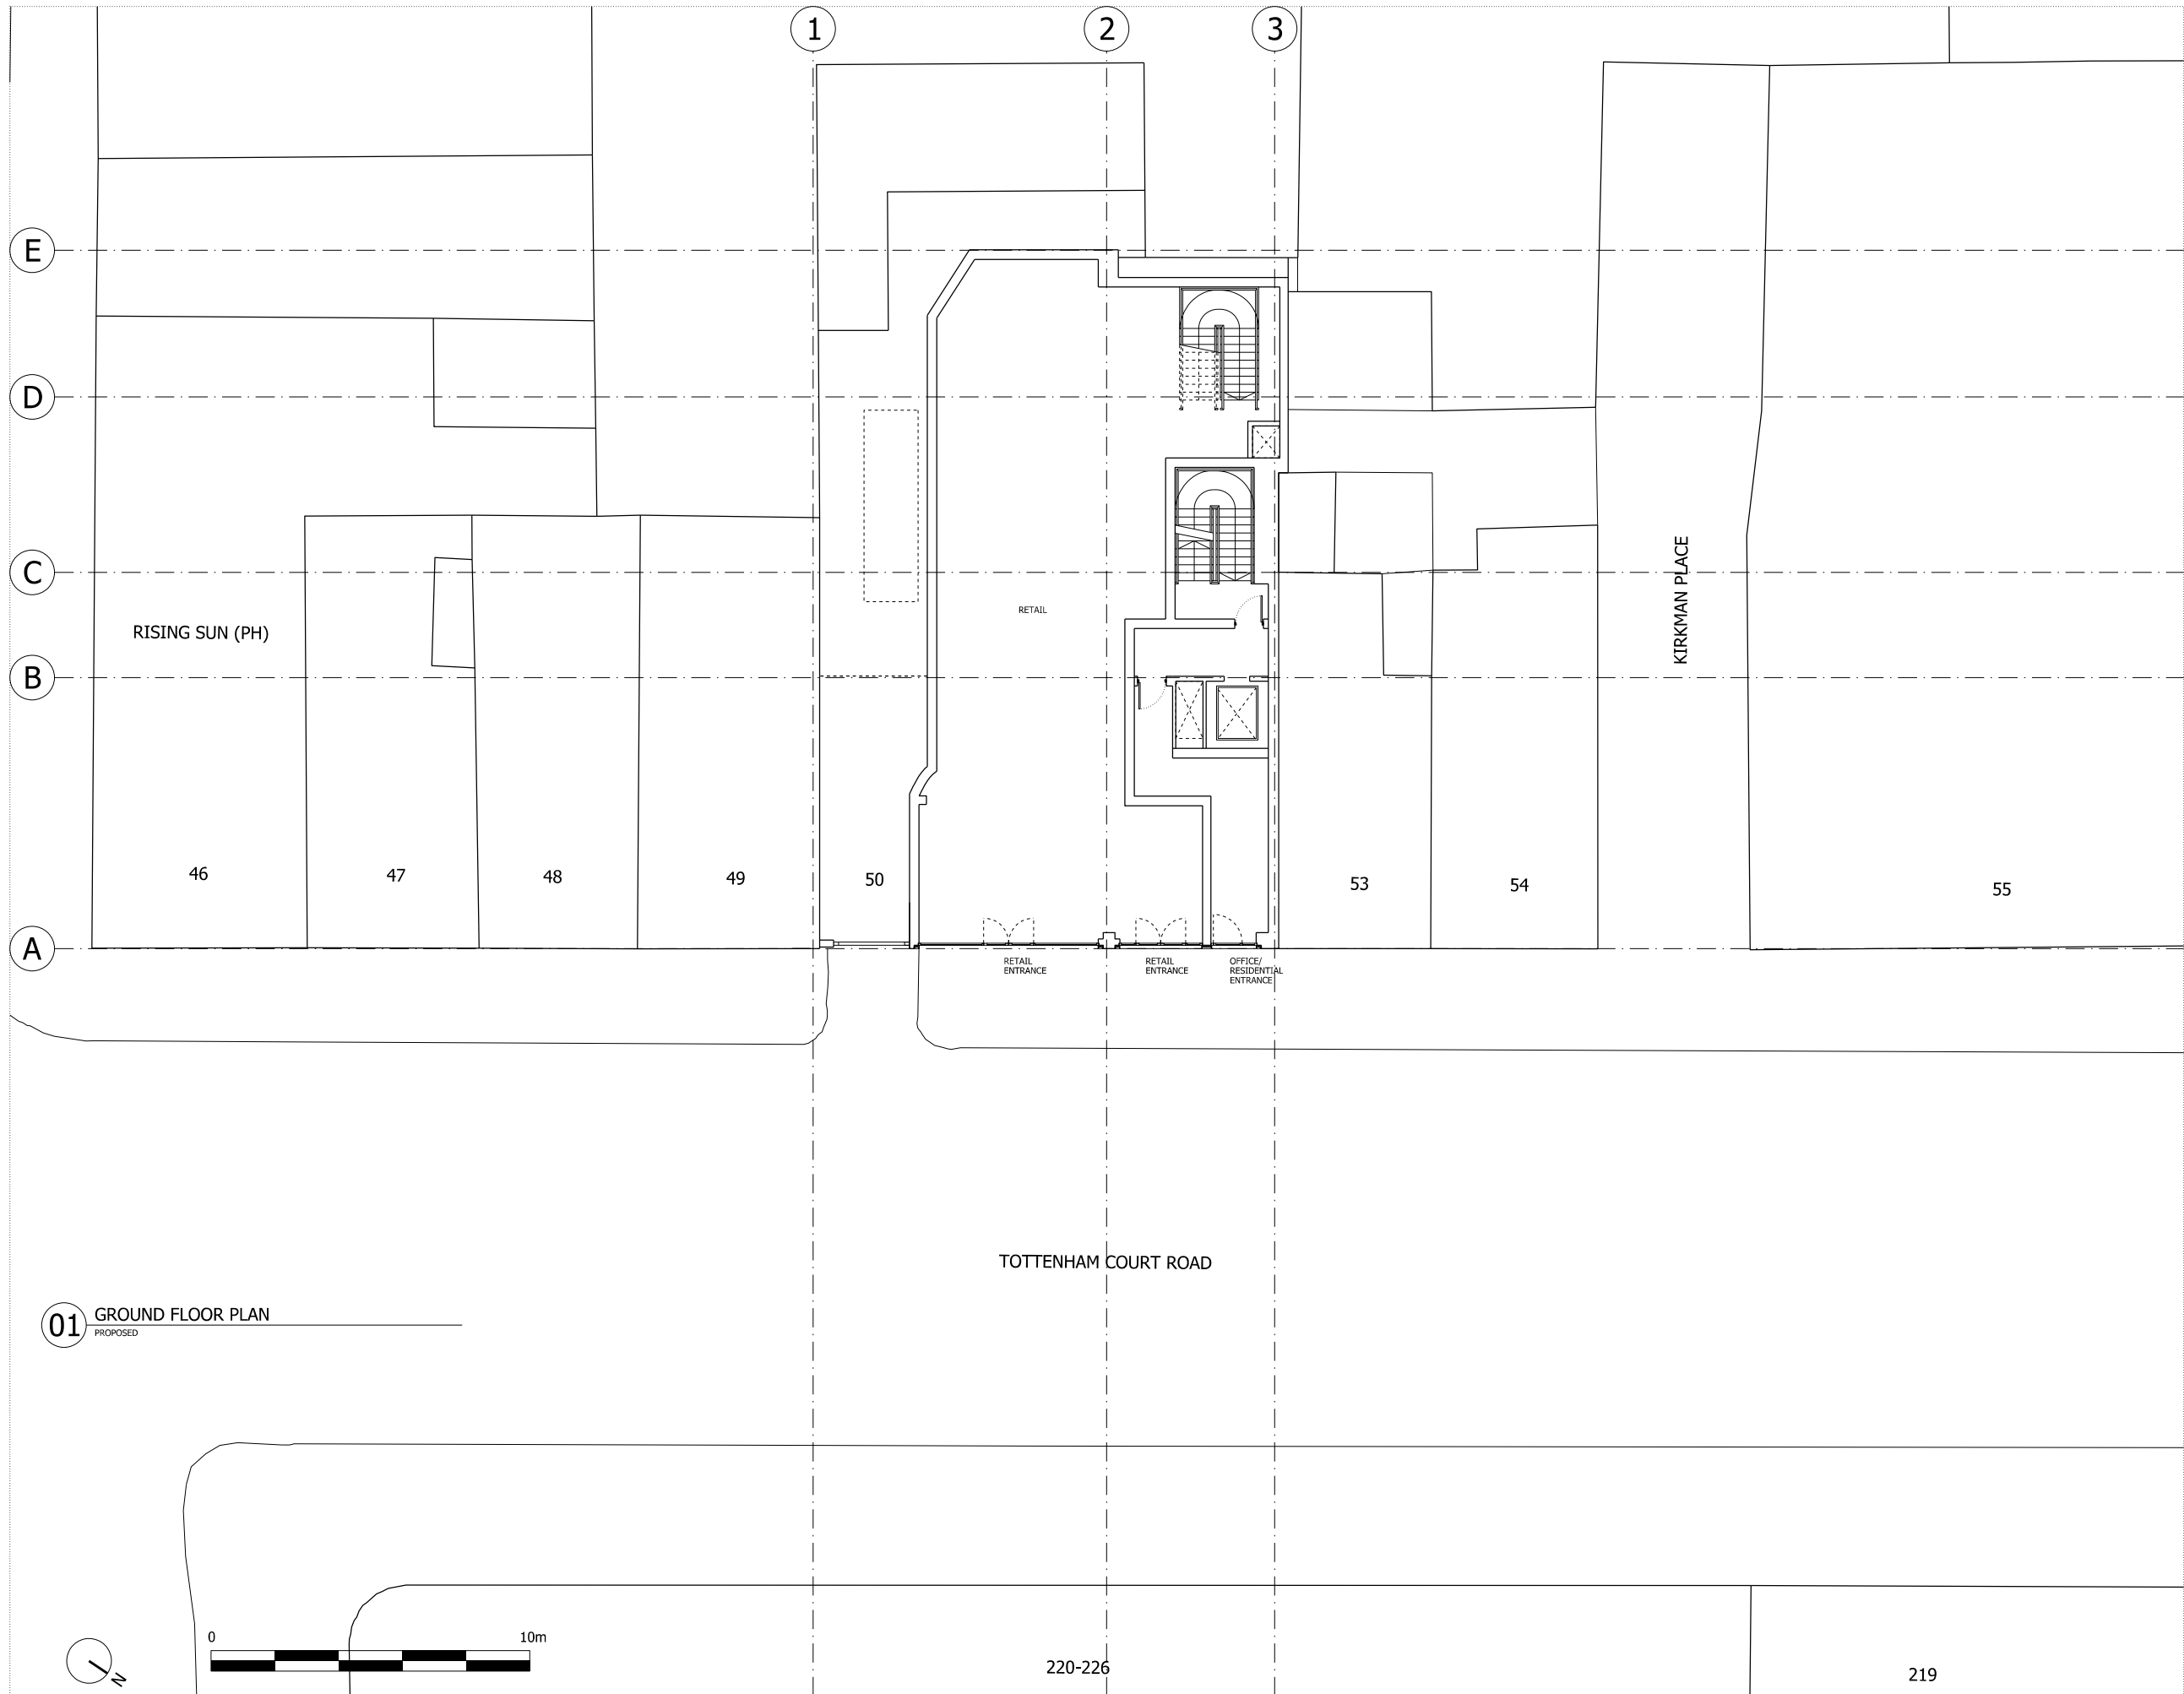 1
2
3
E
D
C
B
A
RETAIL
RISING SUN (PH)
KIRKMAN PLACE
46
47
48
49
50
53
54
55
RETAIL
ENTRANCE
RETAIL
ENTRANCE
OFFICE/
RESIDENTIAL
ENTRANCE
TOTTENHAM COURT ROAD
01
GROUND FLOOR PLAN
PROPOSED
0
10m
N
220-226
219